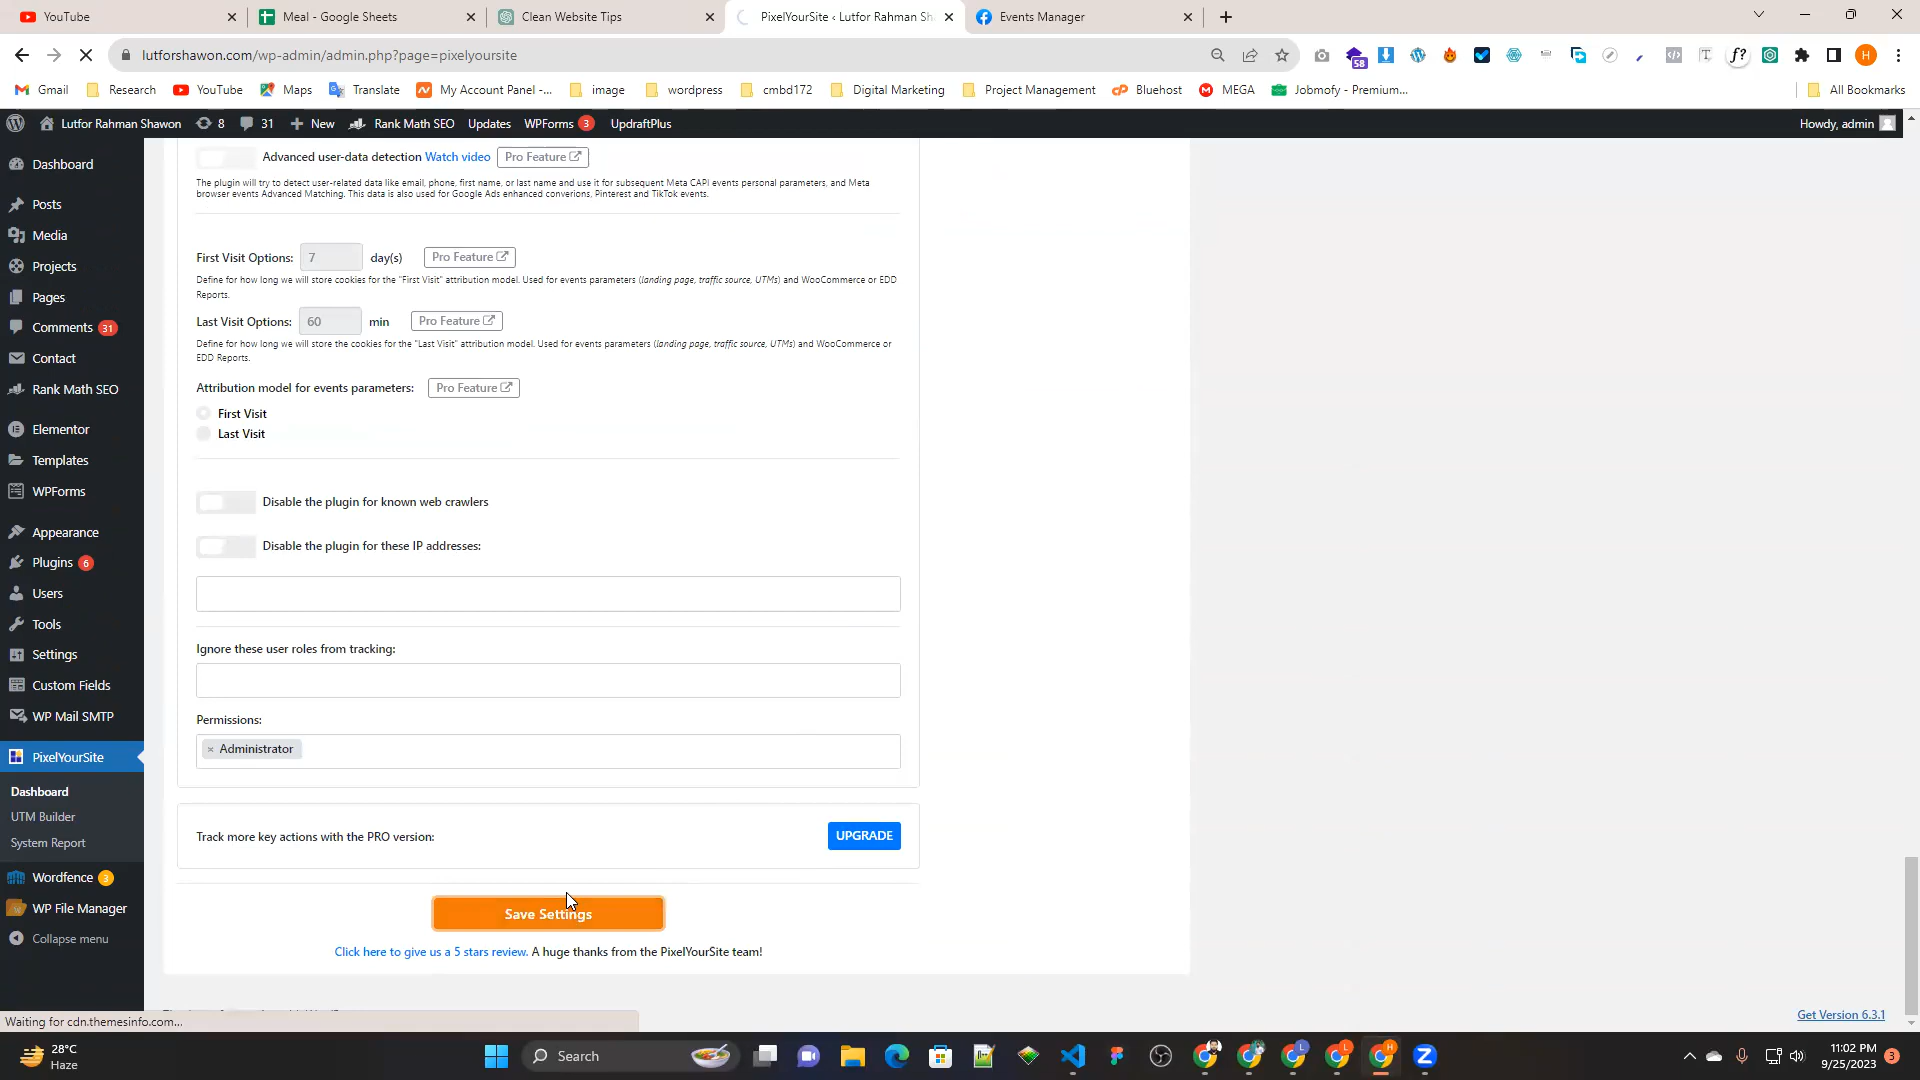 YouTube
Meal - Google Sheets
Clean Website Tips
PixelYourSite ‹ Lutfor Rahman Sh
Events Manager
lutforshawon.com/wp-admin/admin.php?page=pixelyoursite
58
f?
H
Gmail
Research
YouTube
Maps
Translate
My Account Panel -...
image
wordpress
cmbd172
Digital Marketing
Project Management
Bluehost
MEGA
Jobmofy - Premium...
All Bookmarks
Lutfor Rahman Shawon
8
31
New
Rank Math SEO
Updates
WPForms 3
UpdraftPlus
Howdy, admin
Dashboard
Posts
Media
Projects
Pages
Comments 31
Contact
Rank Math SEO
Elementor
Templates
WPForms
Appearance
Plugins 6
Users
Tools
Settings
Custom Fields
WP Mail SMTP
PixelYourSite
Dashboard
UTM Builder
System Report
Wordfence 3
WP File Manager
Collapse menu
Advanced user-data detection Watch video Pro Feature
The plugin will try to detect user-related data like email, phone, first name, or last name and use it for subsequent Meta CAPI events personal parameters, and Meta
browser events Advanced Matching. This data is also used for Google Ads enhanced converions, Pinterest and TikTok events.
First Visit Options: 7 day(s) Pro Feature
Define for how long we will store cookies for the "First Visit" attribution model. Used for events parameters (landing page, traffic source, UTMs) and WooCommerce or EDD
Reports.
Last Visit Options: 60 min Pro Feature
Define for how long we will store the cookies for the "Last Visit" attribution model. Used for events parameters (landing page, traffic source, UTMs) and WooCommerce or
EDD Reports.
Attribution model for events parameters: Pro Feature
First Visit
Last Visit
Disable the plugin for known web crawlers
Disable the plugin for these IP addresses:
Ignore these user roles from tracking:
Permissions:
× Administrator
Track more key actions with the PRO version:
UPGRADE
Save Settings
Click here to give us a 5 stars review. A huge thanks from the PixelYourSite team!
Get Version 6.3.1
Waiting for cdn.themesinfo.com...
28°C
Haze
Search
11:02 PM
9/25/2023
3